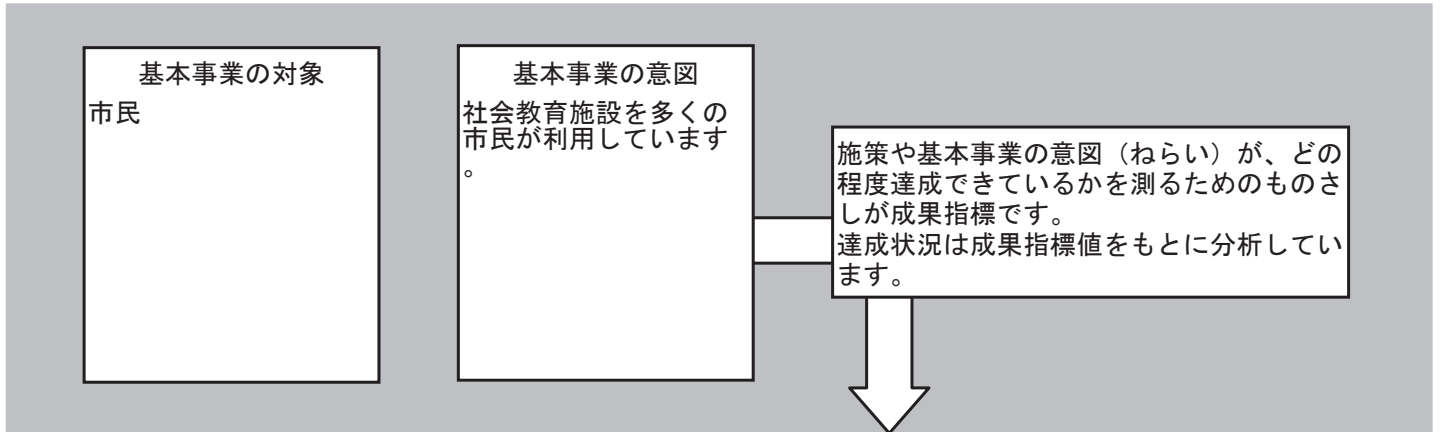 基本事業の対象
市民
基本事業の意図
社会教育施設を多くの
市民が利用しています
。
施策や基本事業の意図（ねらい）が、どの
程度達成できているかを測るためのものさ
しが成果指標です。
達成状況は成果指標値をもとに分析してい
ます。